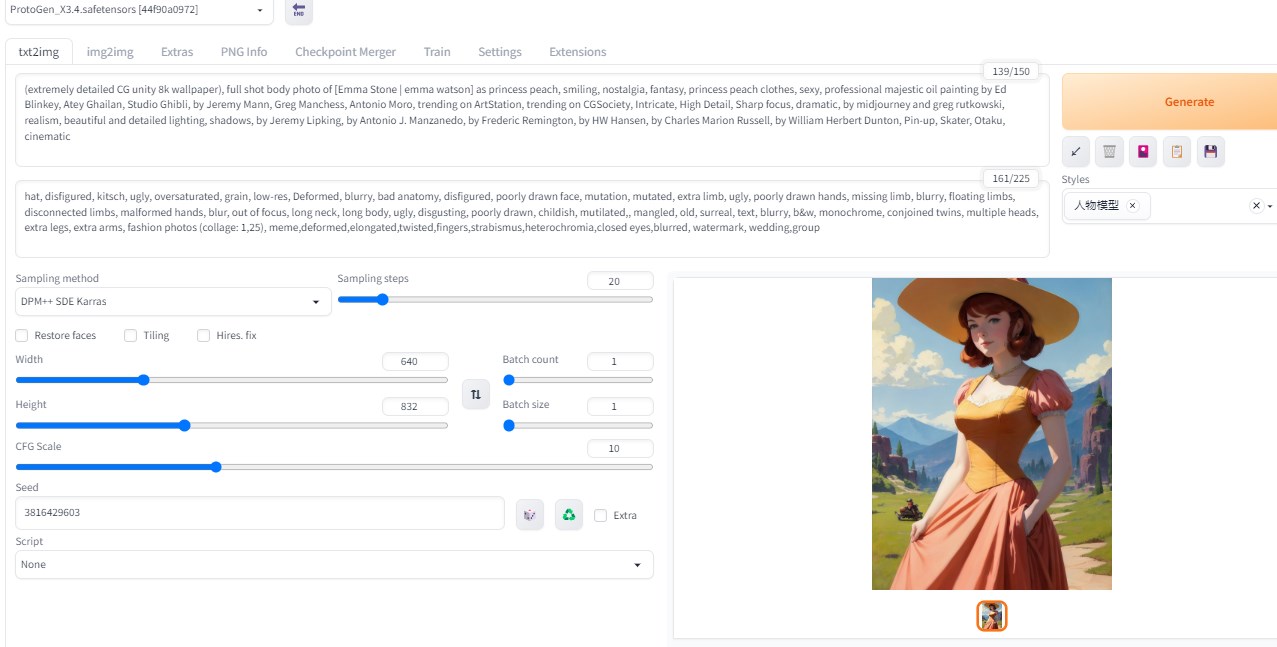 ProtoGen_X3.4.safetensors [44f90a0972]
END
txt2img img2img Extras PNG Info Checkpoint Merger Train Settings Extensions
139/150
(extremely detailed CG unity 8k wallpaper), full shot body photo of [Emma Stone | emma watson] as princess peach, smiling, nostalgia, fantasy, princess peach clothes, sexy, professional majestic oil painting by Ed
Blinkey, Atey Ghailan, Studio Ghibli, by Jeremy Mann, Greg Manchess, Antonio Moro, trending on ArtStation, trending on CGSociety, Intricate, High Detail, Sharp focus, dramatic, by midjourney and greg rutkowski,
realism, beautiful and detailed lighting, shadows, by Jeremy Lipking, by Antonio J. Manzanedo, by Frederic Remington, by HW Hansen, by Charles Marion Russell, by William Herbert Dunton, Pin-up, Skater, Otaku,
cinematic
Generate
161/225
hat, disfigured, kitsch, ugly, oversaturated, grain, low-res, Deformed, blurry, bad anatomy, disfigured, poorly drawn face, mutation, mutated, extra limb, ugly, poorly drawn hands, missing limb, blurry, floating limbs,
disconnected limbs, malformed hands, blur, out of focus, long neck, long body, ugly, disgusting, poorly drawn, childish, mutilated,, mangled, old, surreal, text, blurry, b&w, monochrome, conjoined twins, multiple heads,
extra legs, extra arms, fashion photos (collage: 1,25), meme,deformed,elongated,twisted,fingers,strabismus,heterochromia,closed eyes,blurred, watermark, wedding,group
Styles
人物模型
Sampling method
DPM++ SDE Karras
Sampling steps
20
Restore faces Tiling Hires. fix
Width
640
Batch count
1
Height
832
Batch size
1
CFG Scale
10
Seed
3816429603
Extra
Script
None